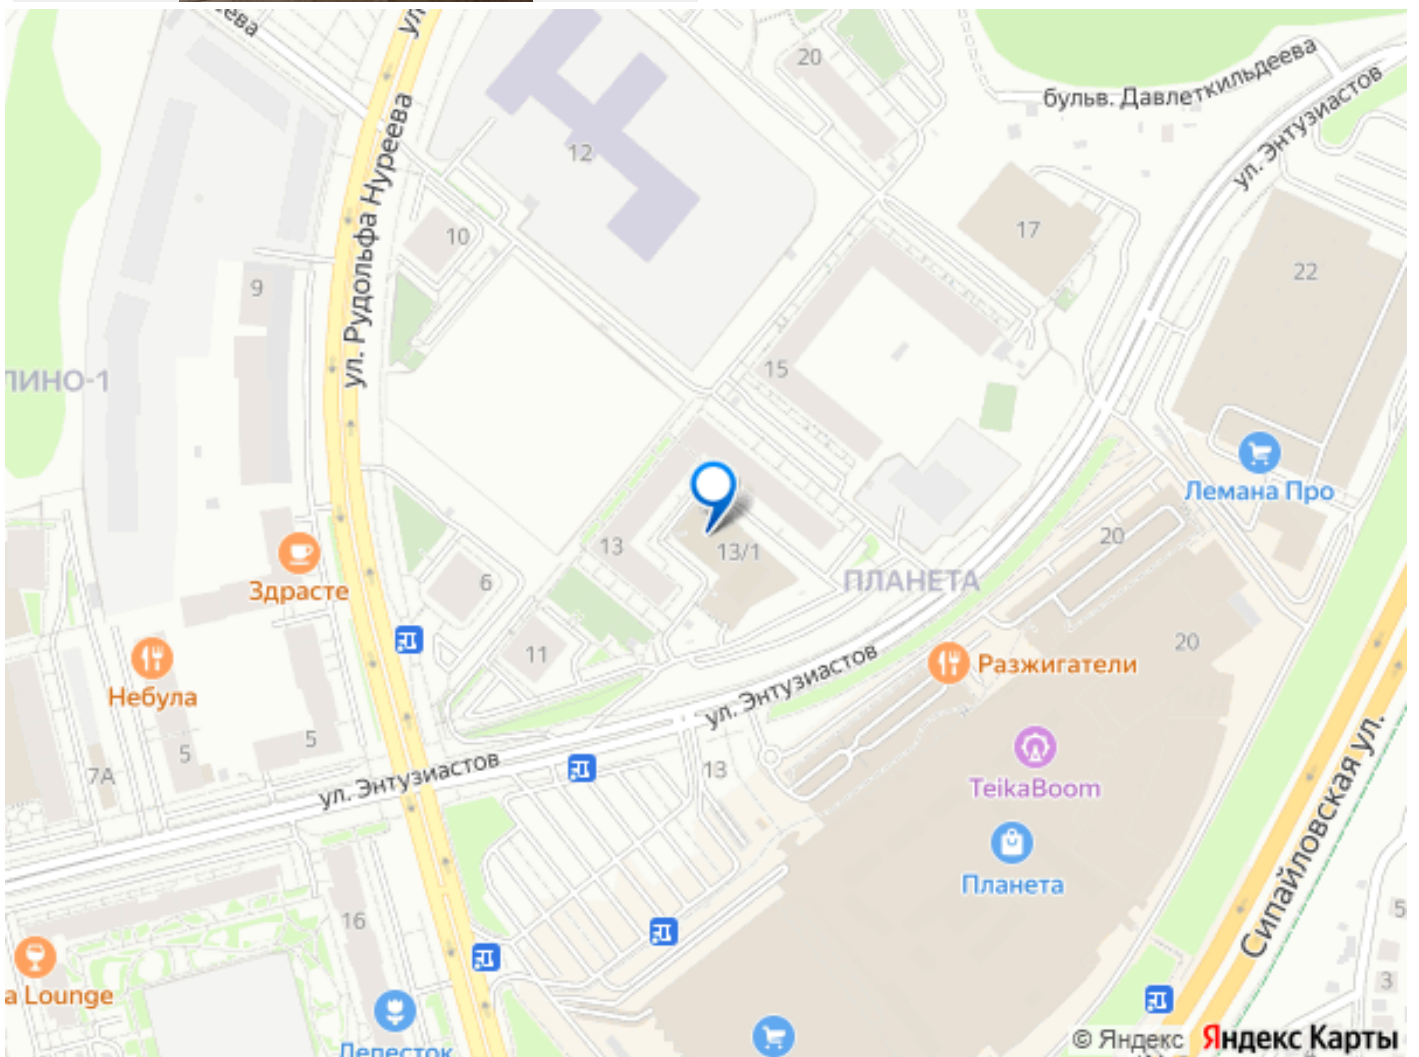 ул. Рудольфа Нуреева
бульв. Давлеткильдеева
ул. Энтузиастов
20
12
17
10
22
9
15
ЛИНО-1
Лемана Про
20
13
13/1
ПЛАНЕТА
Здрасте
6
11
20
Разжигатели
Небула
ул. Энтузиастов
5
5
7А
ул. Энтузиастов
13
TeikaBoom
Сипайловская ул.
Планета
16
5
3
a Lounge
Лепесток
© Яндекс Яндекс Карты